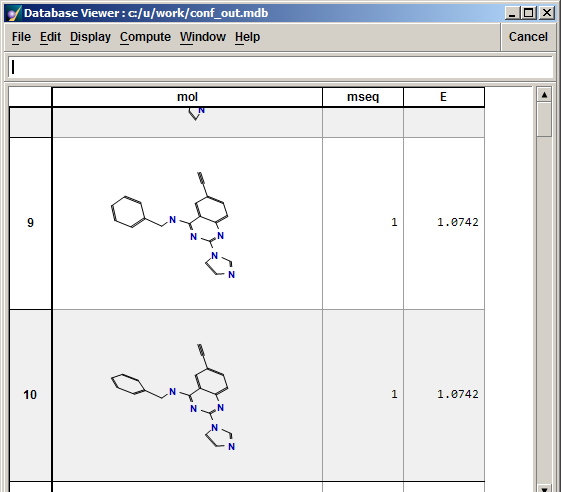 Database Viewer : c:/u/work/conf_out.mdb
File Edit Display Compute Window Help Cancel
mol mseq E
N
9 1 1.0742
N
N
N
N
N
10 1 1.0742
N
N
N
N
N